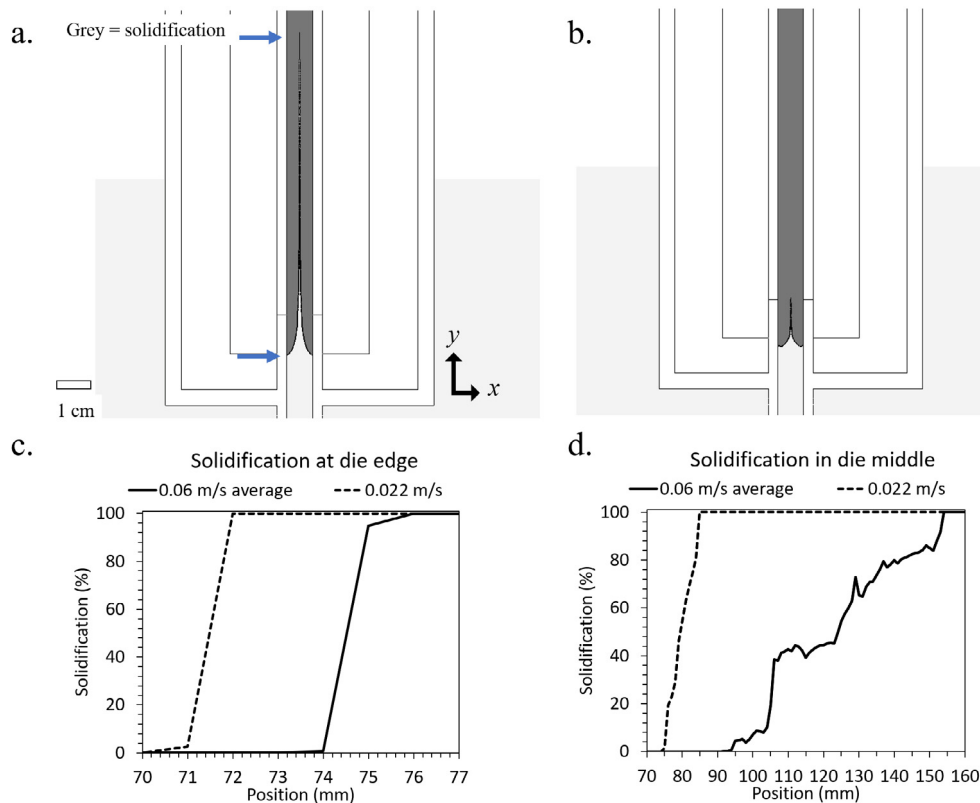 a.
Grey = solidification
b.
y
x
1 cm
c.
Solidification at die edge
0.06 m/s average
0.022 m/s
Solidification (%)
100
80
60
40
20
0
70 71 72 73 74 75 76 77
Position (mm)
d.
Solidification in die middle
0.06 m/s average
0.022 m/s
Solidification (%)
100
80
60
40
20
0
70 80 90 100 110 120 130 140 150 160
Position (mm)